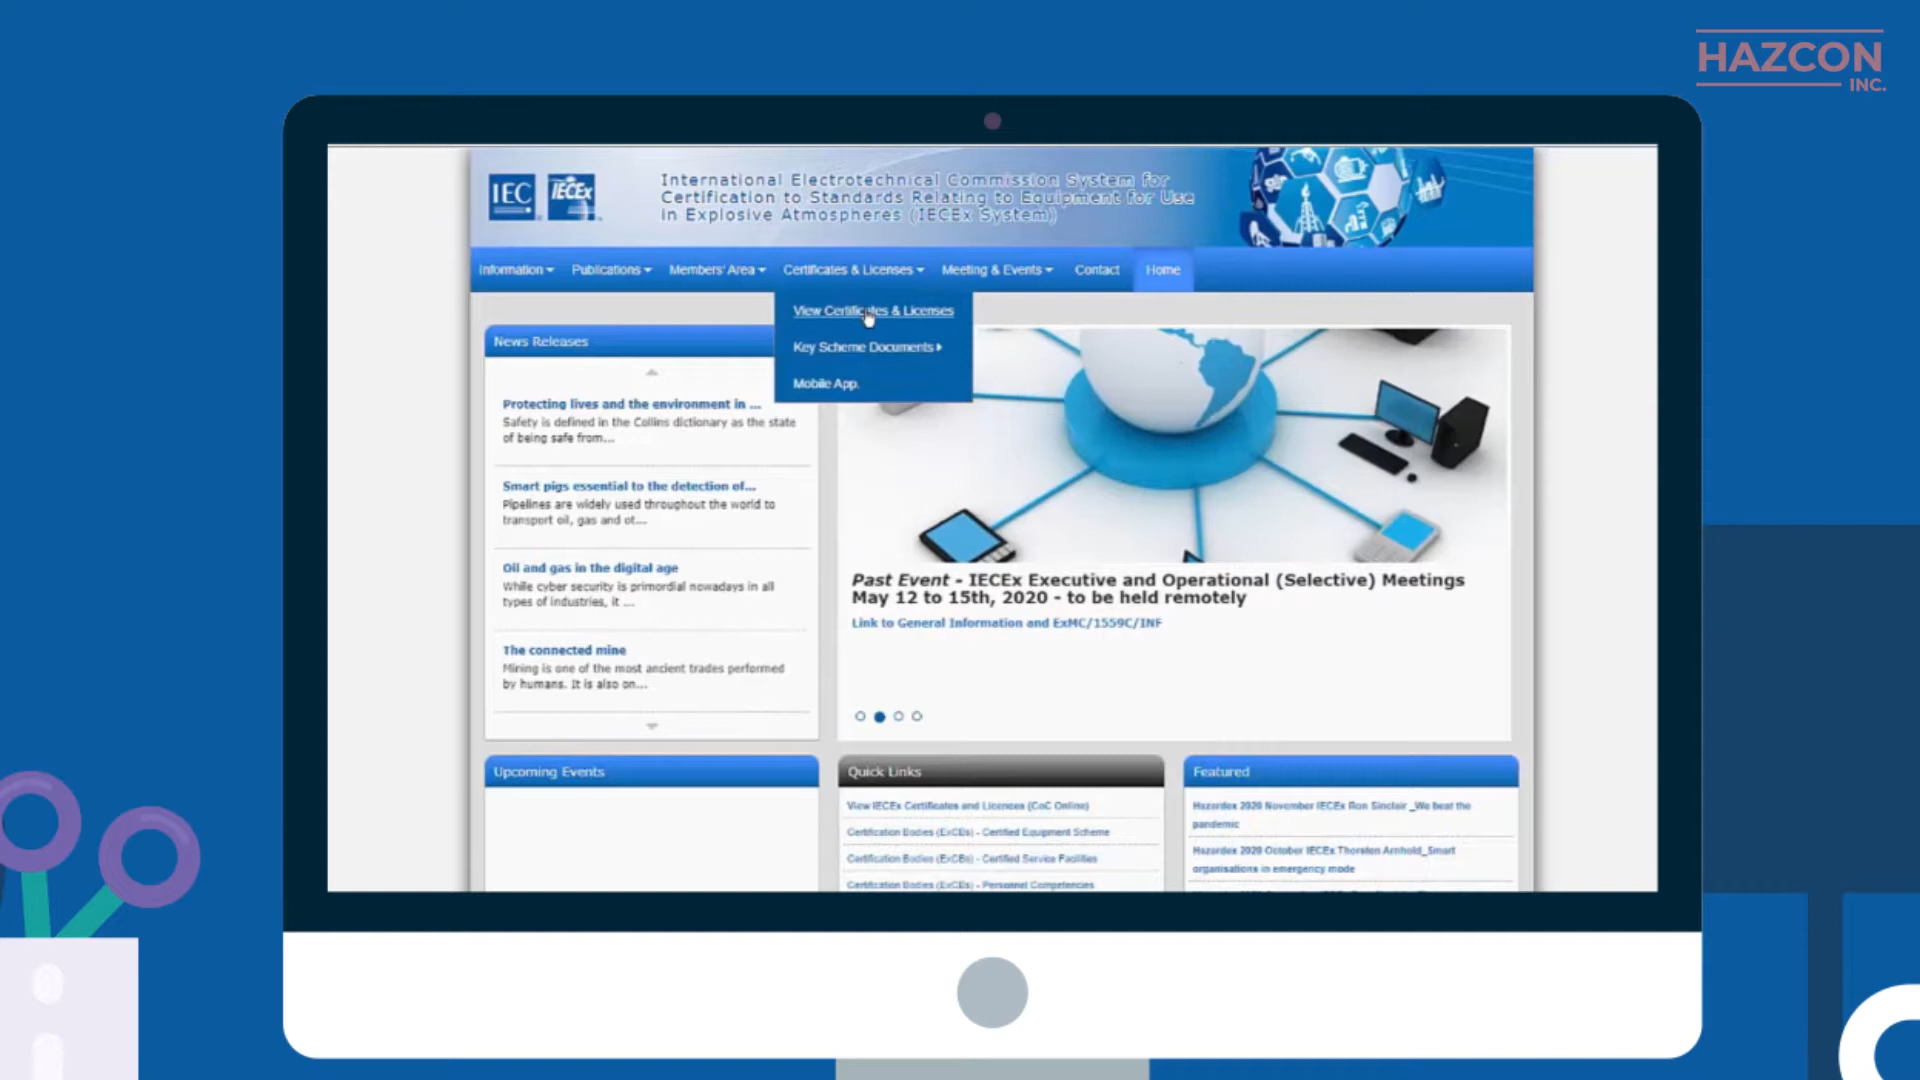 HAZCON
INC.
IEC
IECEx
International Electrotechnical Commission System for
Certification to Standards Relating to Equipment for Use
in Explosive Atmospheres (IECEx System)
Information
Publications
Members' Area
Certificates & Licenses
Meeting & Events
Contact
Home
View Certificates & Licenses
Key Scheme Documents
Mobile App.
News Releases
Protecting lives and the environment in ...
Safety is defined in the Collins dictionary as the state
of being safe from...
Smart pigs essential to the detection of...
Pipelines are widely used throughout the world to
transport oil, gas and ot...
Oil and gas in the digital age
While cyber security is primordial nowadays in all
types of industries, it ...
The connected mine
Mining is one of the most ancient trades performed
by humans. It is also on...
Past Event - IECEx Executive and Operational (Selective) Meetings
May 12 to 15th, 2020 - to be held remotely
Link to General Information and ExMC/1559C/INF
Upcoming Events
Quick Links
View IECEx Certificates and Licenses (CoC Online)
Certification Bodies (ExCBs) - Certified Equipment Scheme
Certification Bodies (ExCBs) - Certified Service Facilities
Certification Bodies (ExCBs) - Personnel Competencies
Featured
Hazardex 2020 November IECEx Ron Sinclair _We beat the
pandemic
Hazardex 2020 October IECEx Thorsten Arnhold_Smart
organisations in emergency mode